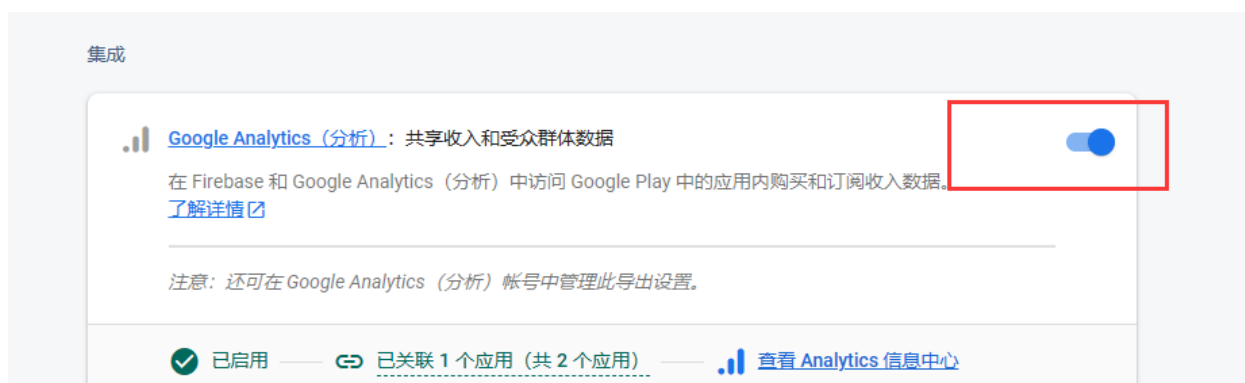 集成
Google Analytics（分析）：共享收入和受众群体数据
在 Firebase 和 Google Analytics（分析）中访问 Google Play 中的应用内购买和订阅收入数据。
了解详情
注意：还可在 Google Analytics（分析）帐号中管理此导出设置。
已启用 已关联 1 个应用（共 2 个应用） 查看 Analytics 信息中心